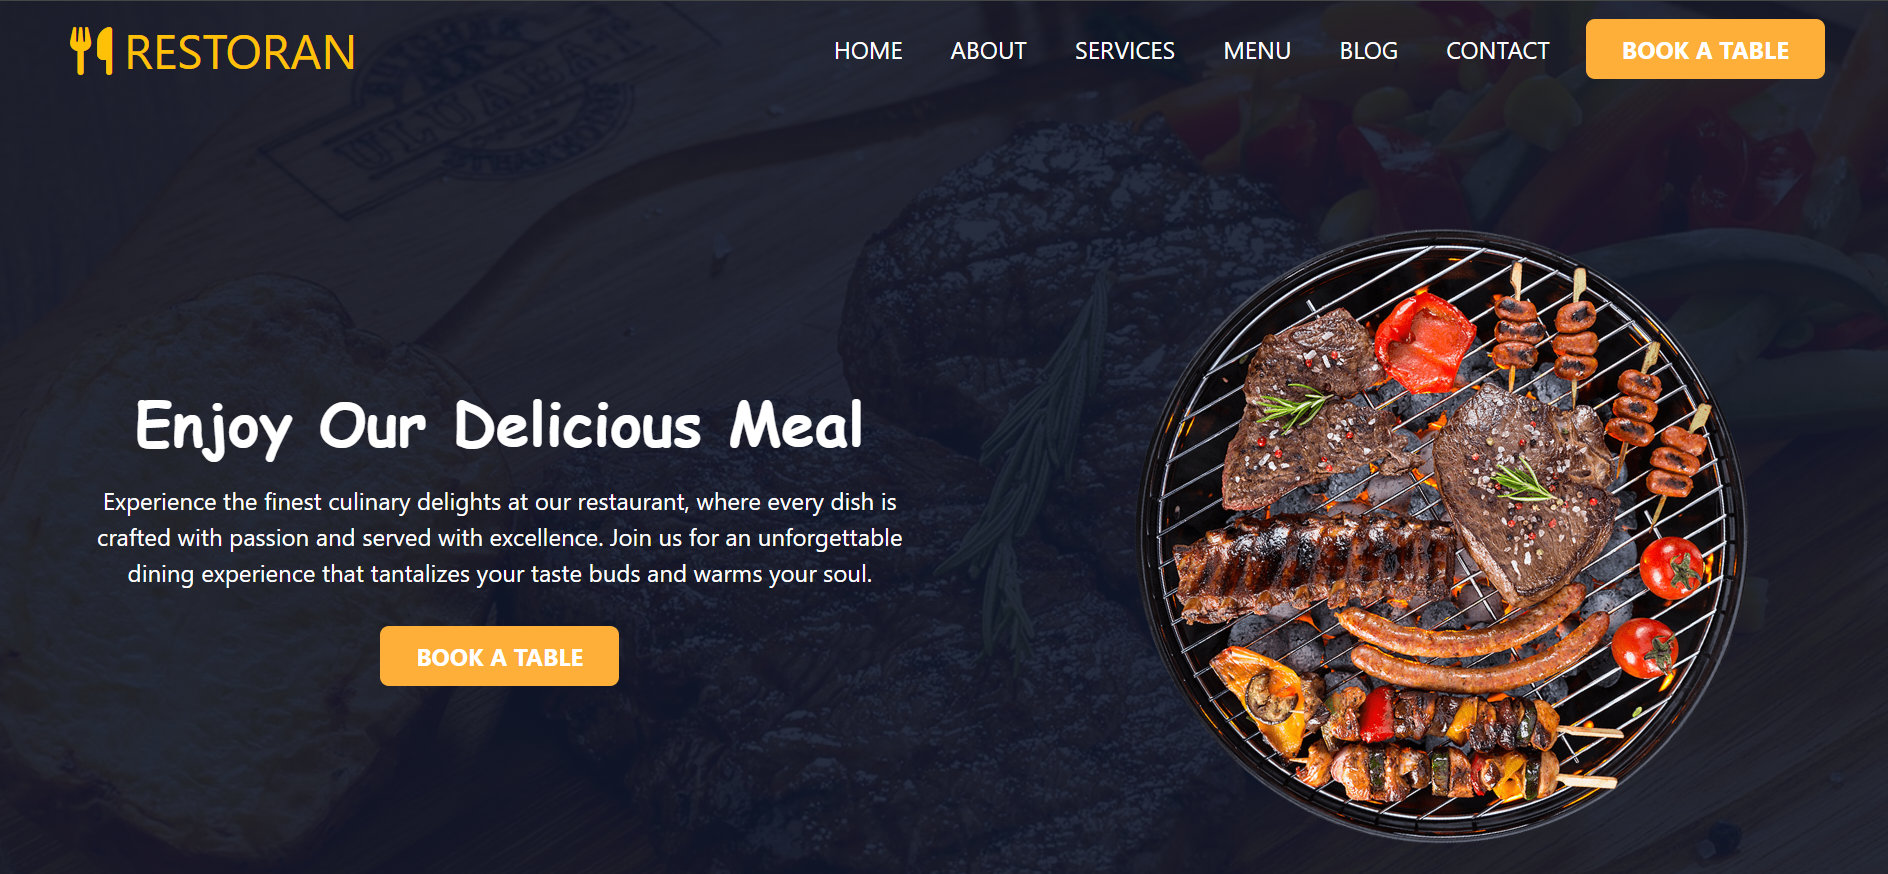 RESTORAN
HOME ABOUT SERVICES MENU BLOG CONTACT BOOK A TABLE
Enjoy Our Delicious Meal
Experience the finest culinary delights at our restaurant, where every dish is
crafted with passion and served with excellence. Join us for an unforgettable
dining experience that tantalizes your taste buds and warms your soul.
BOOK A TABLE